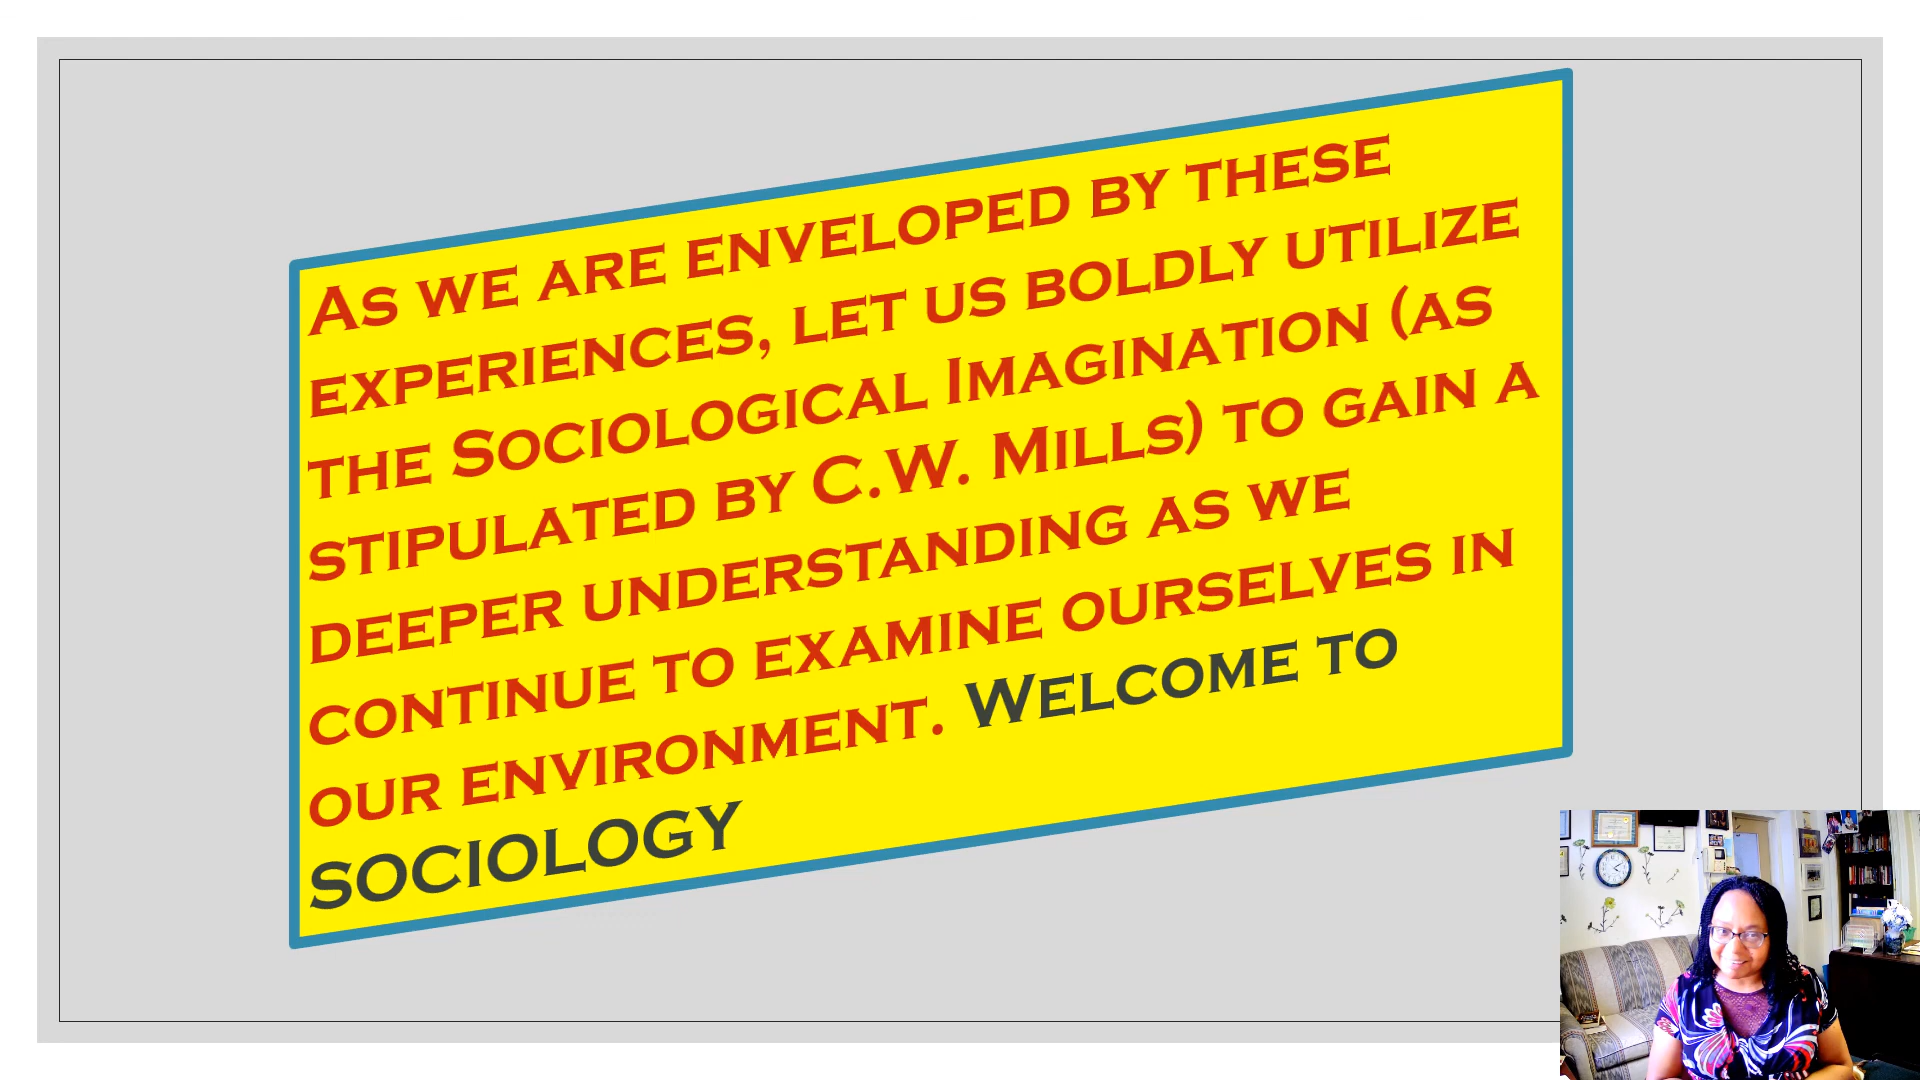 As we are enveloped by these
experiences, let us boldly utilize
the Sociological Imagination (as
stipulated by C.W. Mills) to gain a
deeper understanding as we
continue to examine ourselves in
our environment. Welcome to
sociology